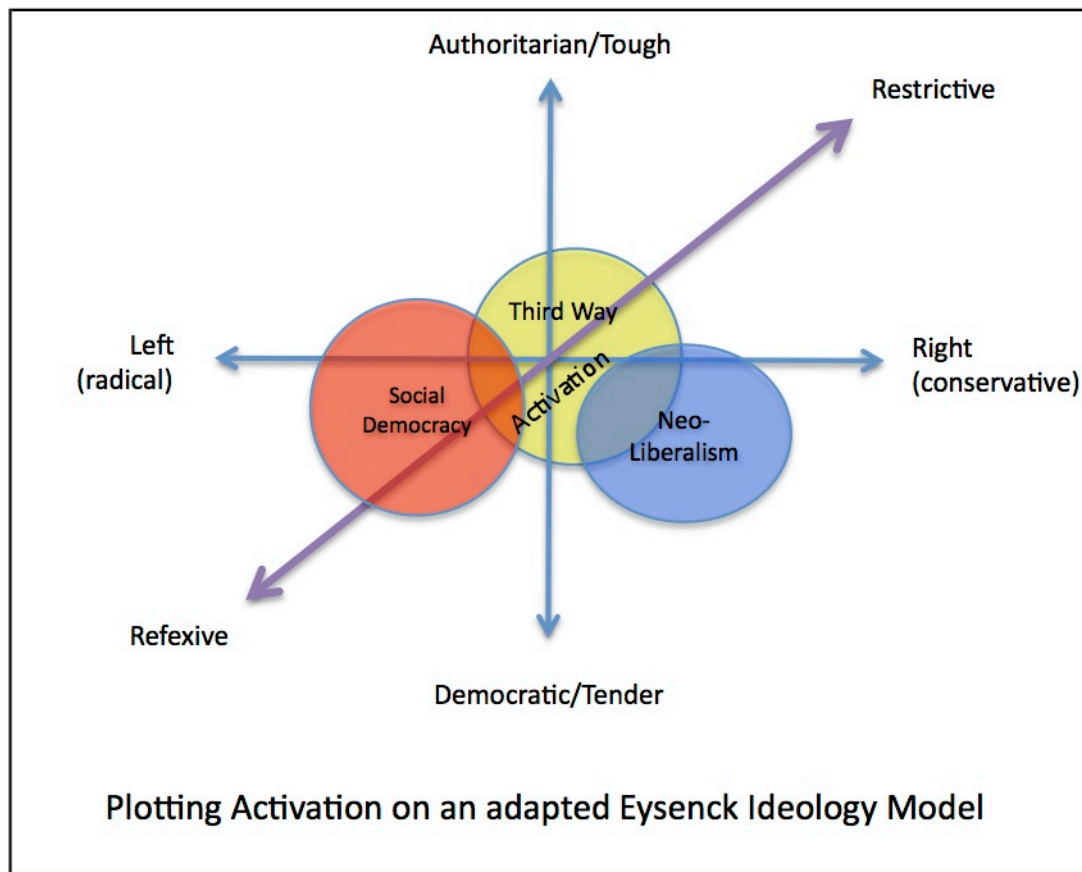 Authoritarian/Tough
Restrictive
Third Way
Left
(radical)
Right
(conservative)
Activation
Social
Democracy
Neo-
Liberalism
Refexive
Democratic/Tender
Plotting Activation on an adapted Eysenck Ideology Model